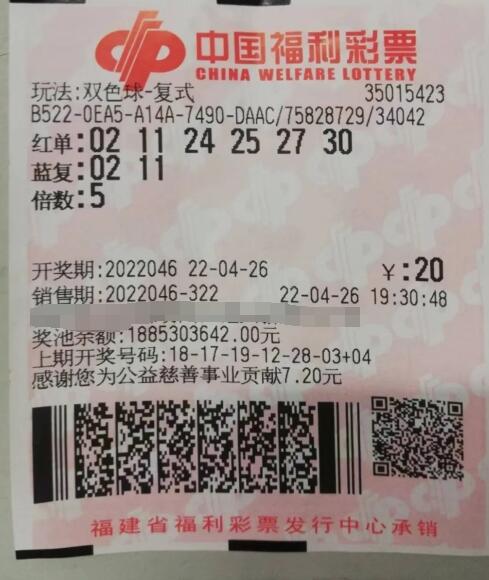 中国福利彩票
CHINA WELFARE LOTTERY
玩法:双色球-复式 35015423
B522-0EA5-A14A-7490-DAAC/75828729/34042
红单:02 11 24 25 27 30
蓝复:02 11
倍数:5
开奖期:2022046 22-04-26 ¥:20
销售期:2022046-322 22-04-26 19:30:48
奖池余额:1885303642.00元
上期开奖号码:18-17-19-12-28-03+04
感谢您为公益慈善事业贡献7.20元
福建省福利彩票发行中心承销